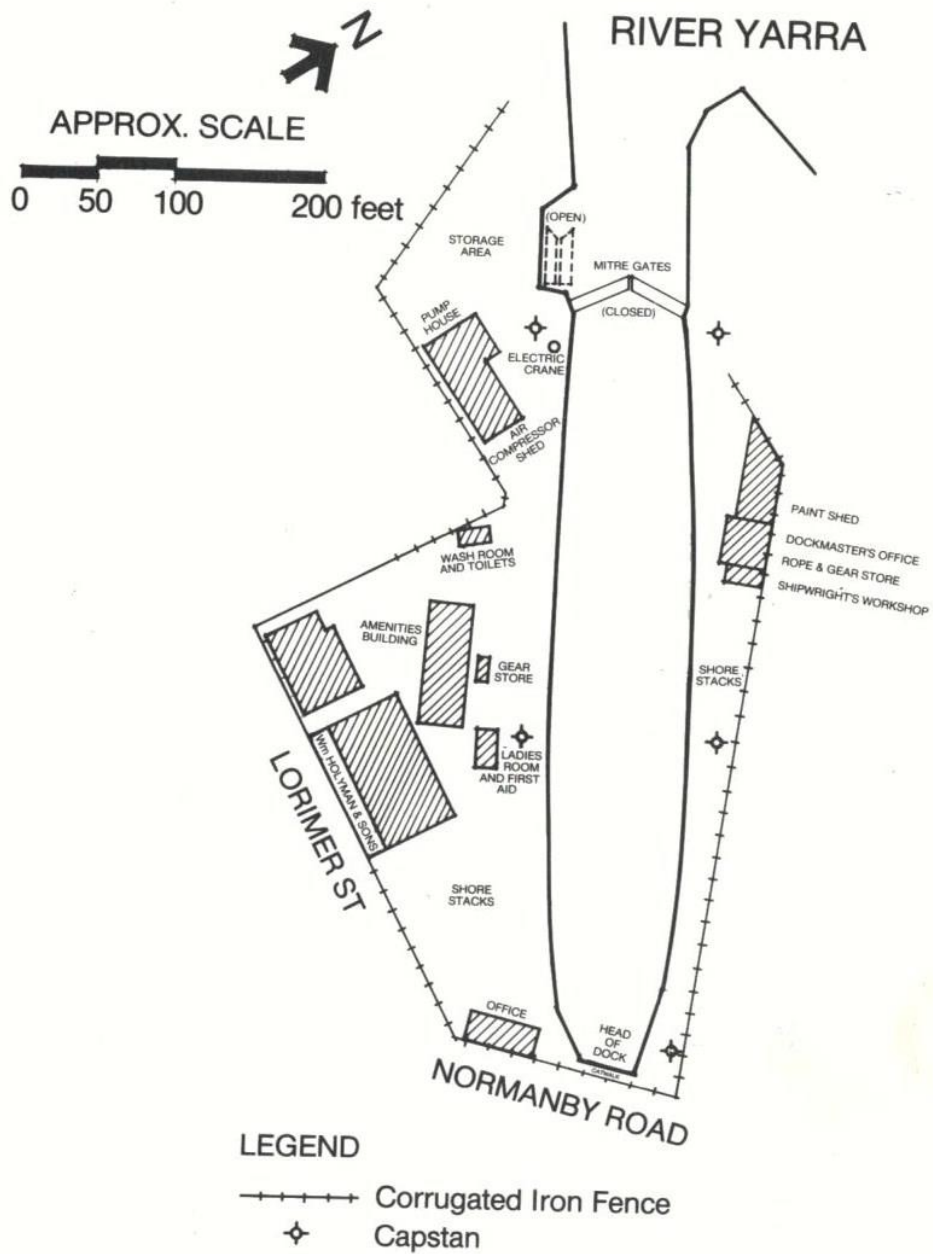 RIVER YARRA
N
APPROX. SCALE
0 50 100 200 feet
(OPEN)
STORAGE
AREA
MITRE GATES
(CLOSED)
PUMP
HOUSE
ELECTRIC
CRANE
AIR
COMPRESSOR
SHED
PAINT SHED
DOCKMASTER'S OFFICE
ROPE & GEAR STORE
SHIPWRIGHT'S WORKSHOP
WASH ROOM
AND TOILETS
AMENITIES
BUILDING
GEAR
STORE
SHORE
STACKS
LADIES
ROOM
AND FIRST
AID
Wm HOLYMAN & SONS
LORIMER ST
SHORE
STACKS
OFFICE
HEAD
OF
DOCK
CATWALK
NORMANBY ROAD
LEGEND
Corrugated Iron Fence
Capstan